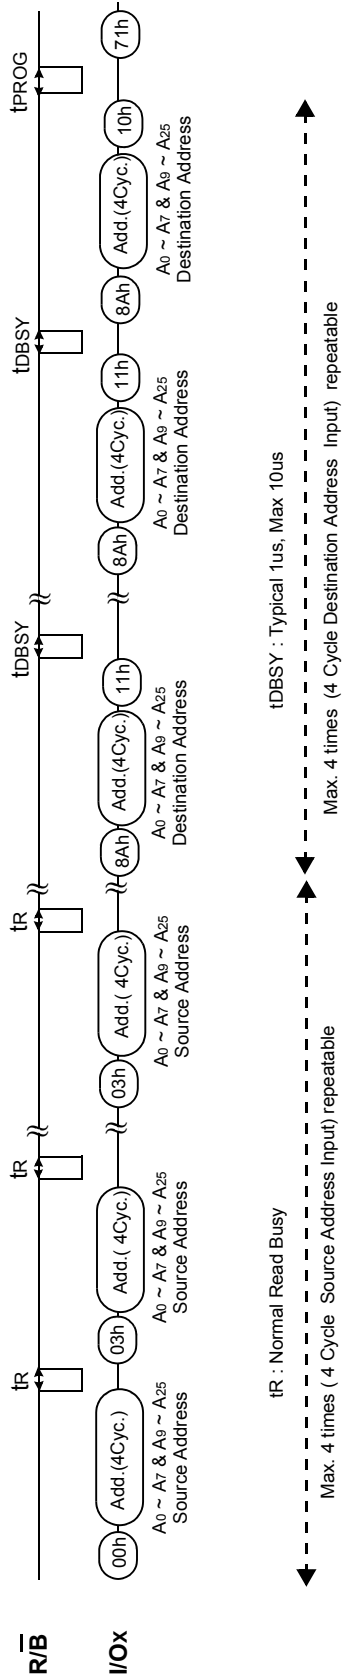 R/B tR tR tR tDBSY tDBSY tPROG
I/Ox 00h Add.(4Cyc.) 03h Add.( 4Cyc.) 03h Add.( 4Cyc.) 8Ah Add.(4Cyc.) 11h 8Ah Add.(4Cyc.) 11h 8Ah Add.(4Cyc.) 10h 71h
A0 ~ A7 & A9 ~ A25 A0 ~ A7 & A9 ~ A25 A0 ~ A7 & A9 ~ A25 A0 ~ A7 & A9 ~ A25 A0 ~ A7 & A9 ~ A25 A0 ~ A7 & A9 ~ A25
Source Address Source Address Source Address Destination Address Destination Address Destination Address
tR : Normal Read Busy tDBSY : Typical 1us, Max 10us
Max. 4 times ( 4 Cycle Source Address Input) repeatable Max. 4 times (4 Cycle Destination Address Input) repeatable